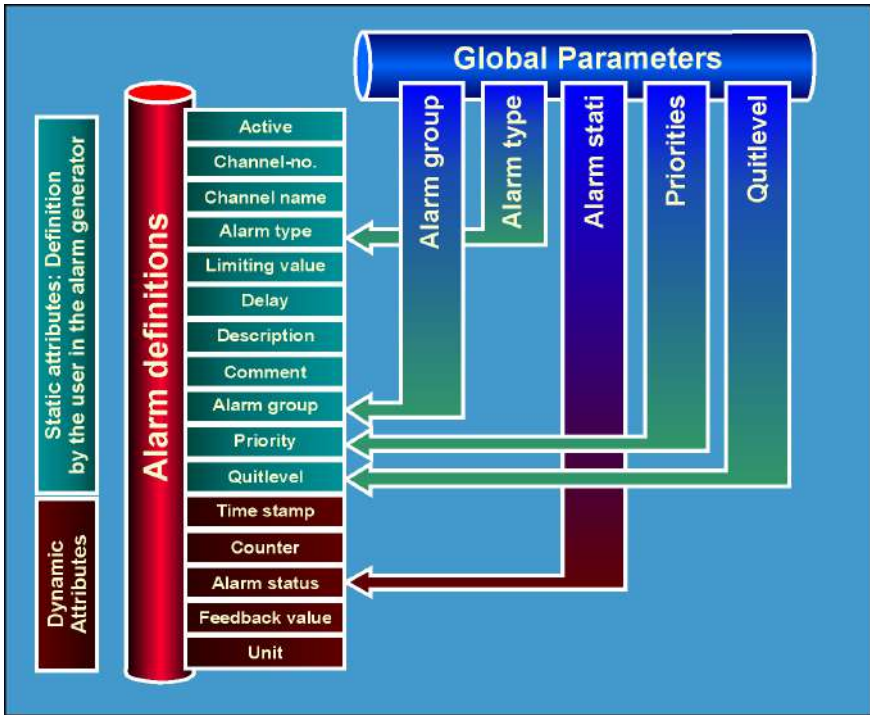 Global Parameters
Alarm group
Alarm type
Alarm stati
Priorities
Quitlevel
Static attributes: Definition
by the user in the alarm generator
Dynamic
Attributes
Alarm definitions
Active
Channel-no.
Channel name
Alarm type
Limiting value
Delay
Description
Comment
Alarm group
Priority
Quitlevel
Time stamp
Counter
Alarm status
Feedback value
Unit